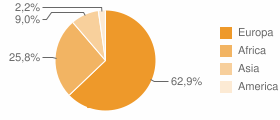 2,2%
9,0%
25,8%
62,9%
Europa
Africa
Asia
America